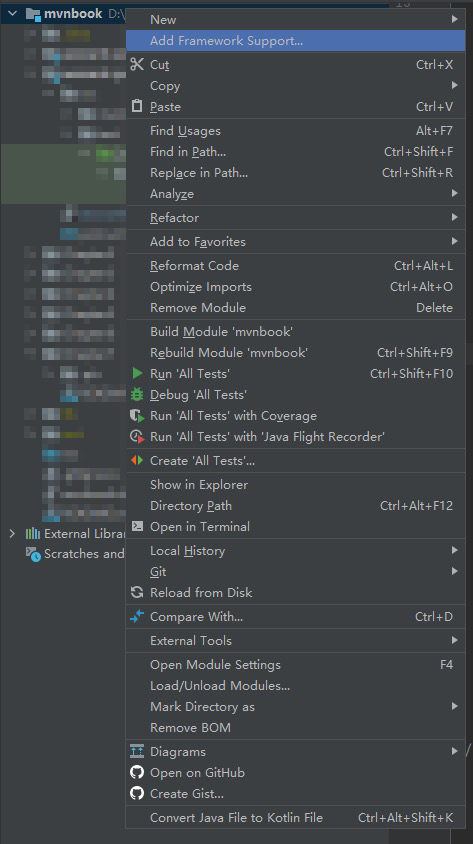 mvnbook D:\
New
Add Framework Support...
Cut Ctrl+X
Copy
Paste Ctrl+V
Find Usages Alt+F7
Find in Path... Ctrl+Shift+F
Replace in Path... Ctrl+Shift+R
Analyze
Refactor
Add to Favorites
Reformat Code Ctrl+Alt+L
Optimize Imports Ctrl+Alt+O
Remove Module Delete
Build Module 'mvnbook'
Rebuild Module 'mvnbook' Ctrl+Shift+F9
Run 'All Tests' Ctrl+Shift+F10
Debug 'All Tests'
Run 'All Tests' with Coverage
Run 'All Tests' with 'Java Flight Recorder'
Create 'All Tests'...
Show in Explorer
Directory Path Ctrl+Alt+F12
Open in Terminal
External Libra
Local History
Scratches and
Git
Reload from Disk
Compare With... Ctrl+D
External Tools
Open Module Settings F4
Load/Unload Modules...
Mark Directory as
Remove BOM
Diagrams
Open on GitHub
Create Gist...
Convert Java File to Kotlin File Ctrl+Alt+Shift+K